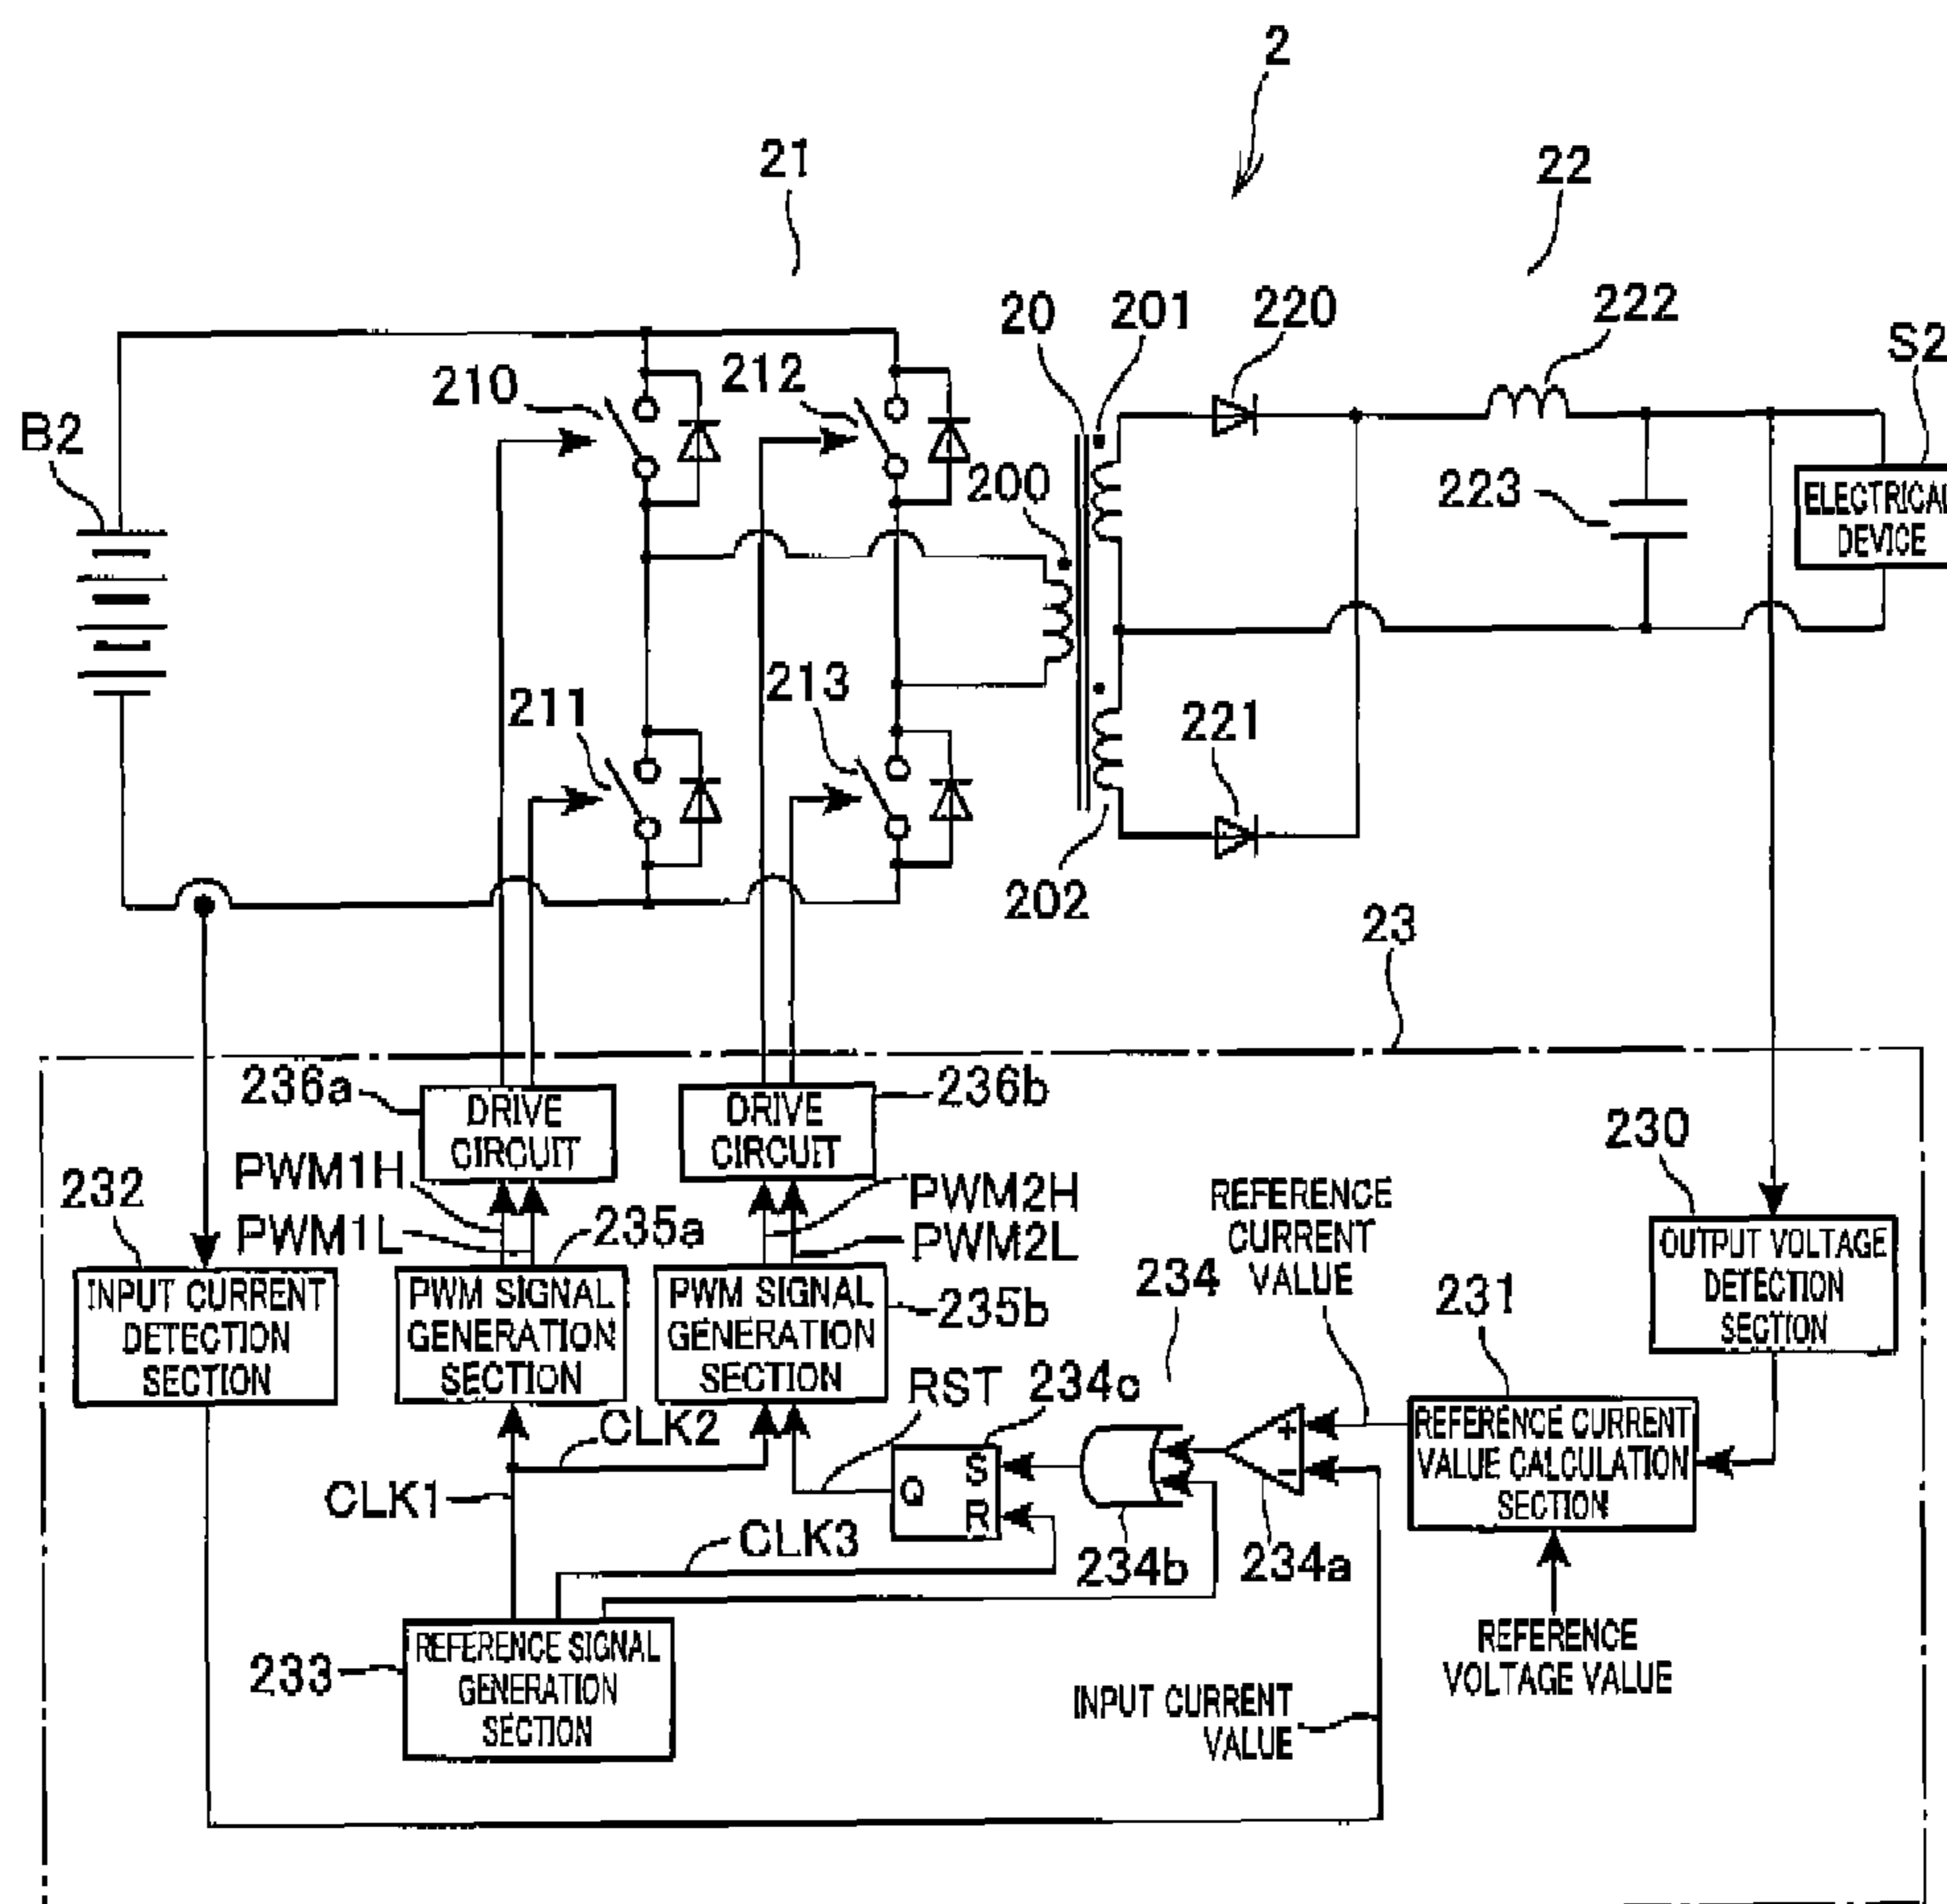 2
21
22
20
201
220
222
S2
210
212
B2
200
223
ELECTRICAL
DEVICE
211
213
221
202
23
236a
DRIVE
CIRCUIT
DRIVE
CIRCUIT
236b
230
232
PWM1H
PWM1L
235a
PWM2H
PWM2L
REFERENCE
CURRENT
VALUE
234
OUTPUT VOLTAGE
DETECTION
SECTION
INPUT CURRENT
DETECTION
SECTION
PWM SIGNAL
GENERATION
SECTION
PWM SIGNAL
GENERATION
SECTION
235b
231
RST
234c
CLK2
CLK1
S
Q
R
+
-
REFERENCE CURRENT
VALUE CALCULATION
SECTION
CLK3
234b
234a
REFERENCE
VOLTAGE VALUE
233
REFERENCE SIGNAL
GENERATION
SECTION
INPUT CURRENT
VALUE